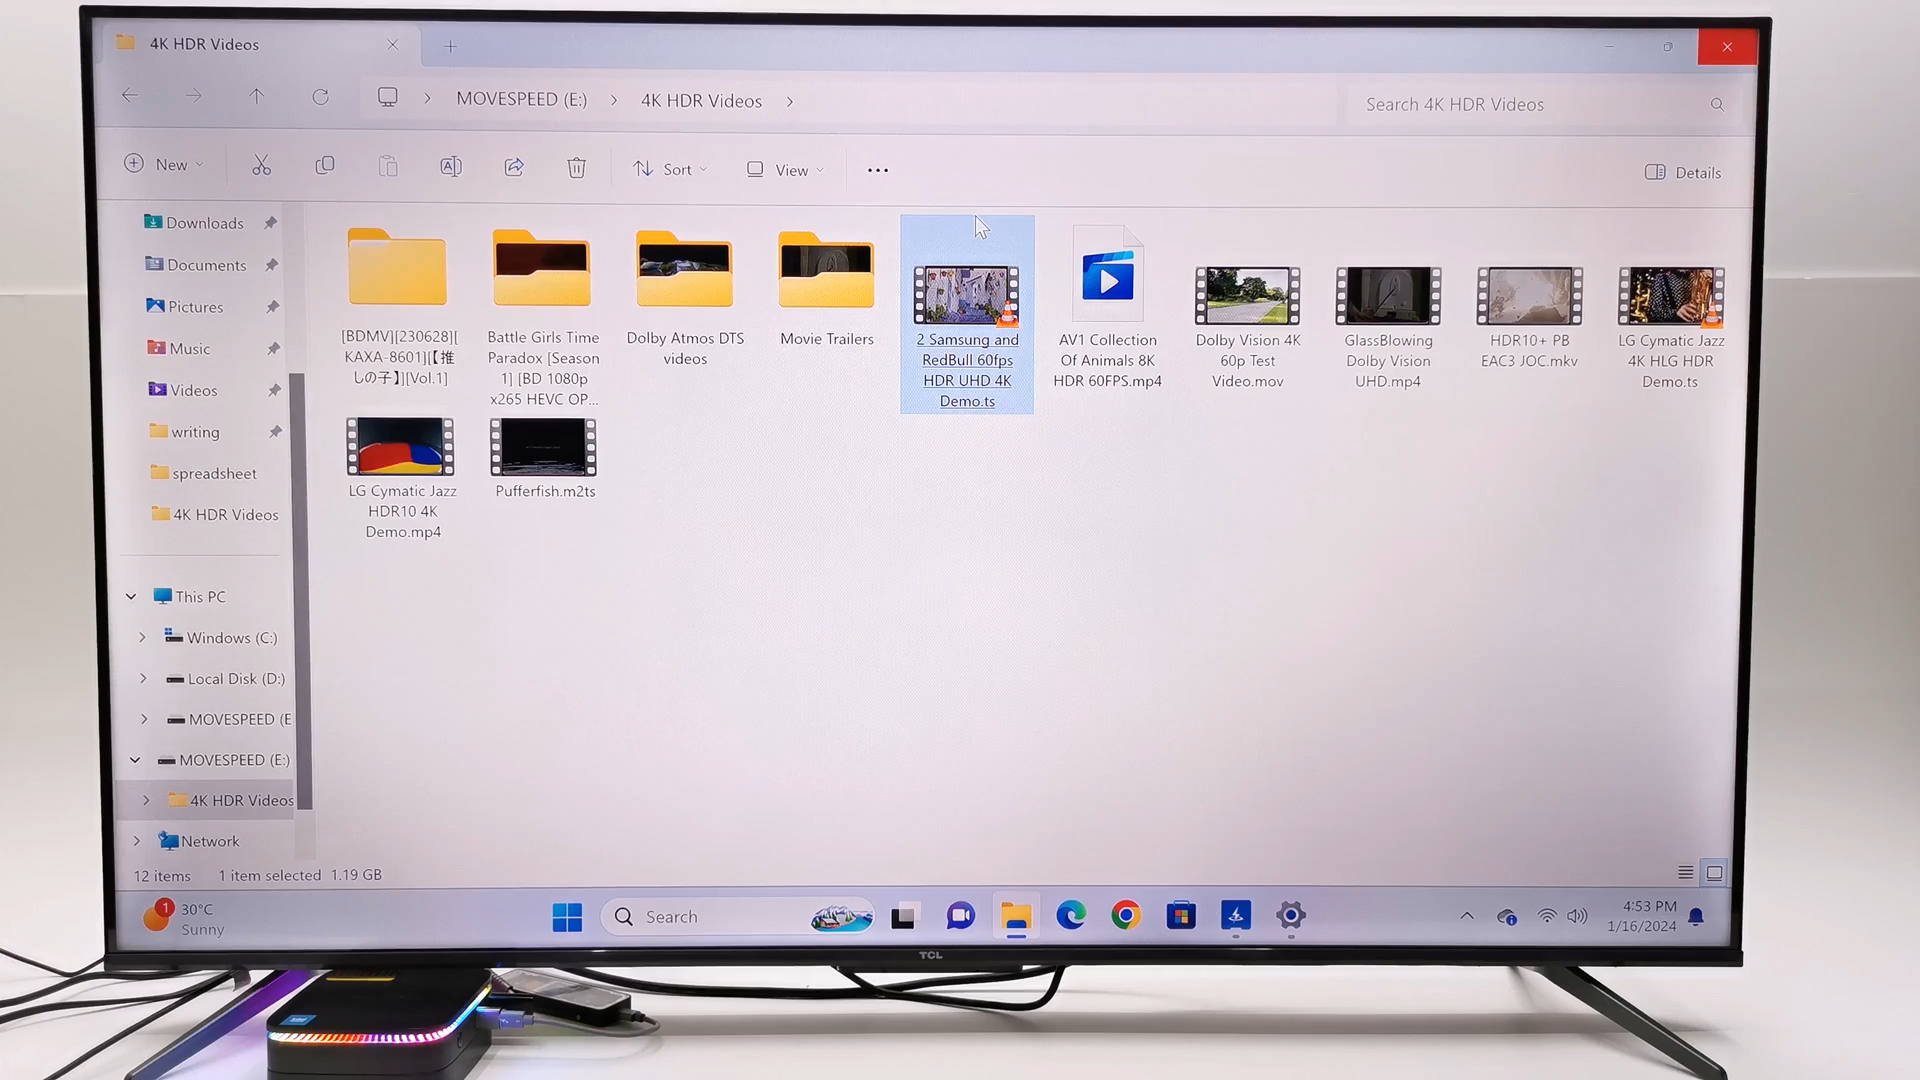 4K HDR Videos
MOVESPEED (E:)
4K HDR Videos
Search 4K HDR Videos
New
Sort
View
Details
Downloads
Documents
Pictures
Music
Videos
writing
spreadsheet
4K HDR Videos
This PC
Windows (C:)
Local Disk (D:)
MOVESPEED (E
MOVESPEED (E:)
4K HDR Videos
Network
[BDMV][230628][
KAXA-8601][【推
しの子】][Vol.1]
Battle Girls Time
Paradox [Season
1] [BD 1080p
x265 HEVC OP...
Dolby Atmos DTS
videos
Movie Trailers
2 Samsung and
RedBull 60fps
HDR UHD 4K
Demo.ts
AV1 Collection
Of Animals 8K
HDR 60FPS.mp4
Dolby Vision 4K
60p Test
Video.mov
GlassBlowing
Dolby Vision
UHD.mp4
HDR10+ PB
EAC3 JOC.mkv
LG Cymatic Jazz
4K HLG HDR
Demo.ts
LG Cymatic Jazz
HDR10 4K
Demo.mp4
Pufferfish.m2ts
12 items 1 item selected 1.19 GB
1
30°C
Sunny
Search
4:53 PM
1/16/2024
TCL